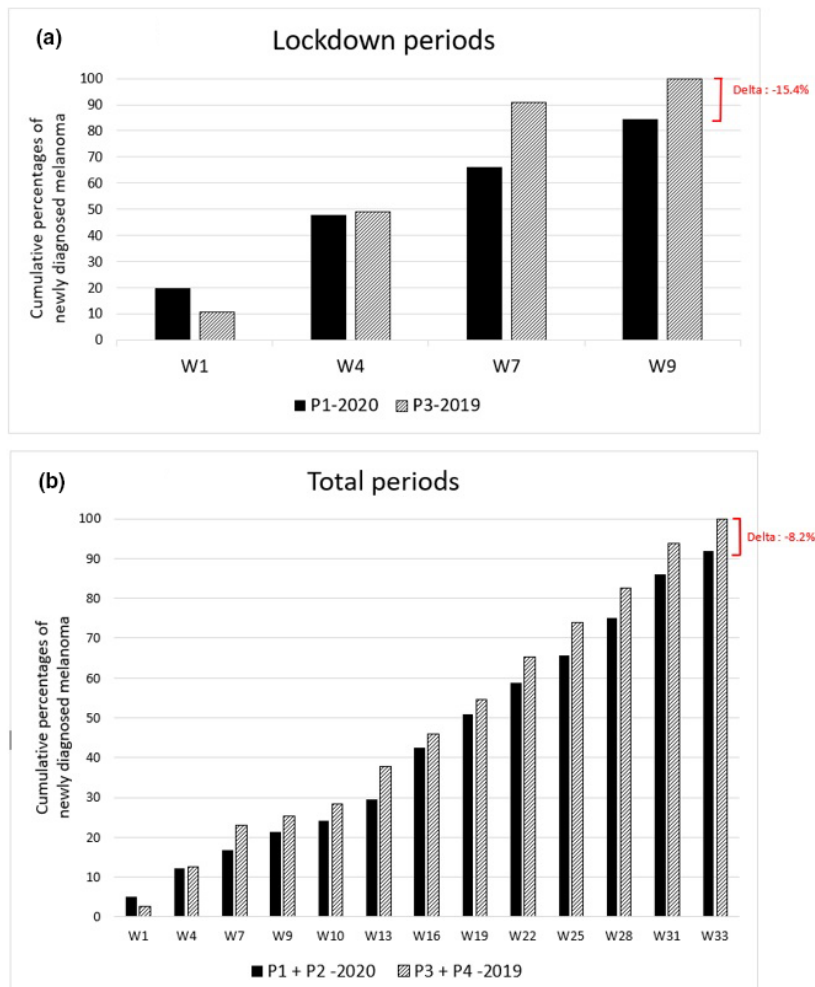 (a)
Lockdown periods
Cumulative percentages of
newly diagnosed melanoma
100
90
80
70
60
50
40
30
20
10
0
Delta : -15.4%
W1 W4 W7 W9
P1-2020 P3-2019
(b)
Total periods
Cumulative percentages of
newly diagnosed melanoma
100
90
80
70
60
50
40
30
20
10
0
Delta : -8.2%
W1 W4 W7 W9 W10 W13 W16 W19 W22 W25 W28 W31 W33
P1 + P2 -2020 P3 + P4 -2019